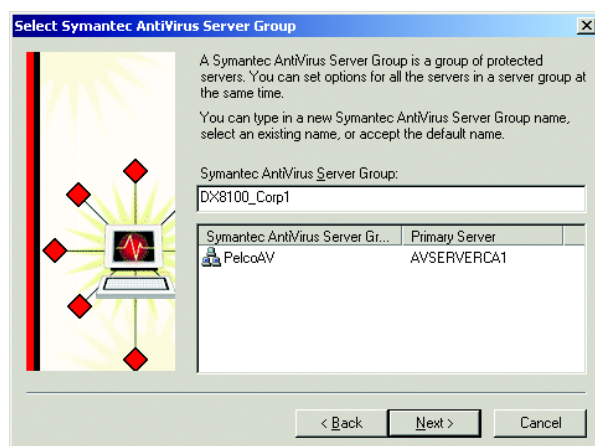 Select Symantec AntiVirus Server Group
A Symantec AntiVirus Server Group is a group of protected
servers. You can set options for all the servers in a server group at
the same time.
You can type in a new Symantec AntiVirus Server Group name,
select an existing name, or accept the default name.
Symantec AntiVirus Server Group:
DX8100_Corp1
Symantec AntiVirus Server Gr... Primary Server
PelcoAV AVSERVERCA1
< Back Next > Cancel